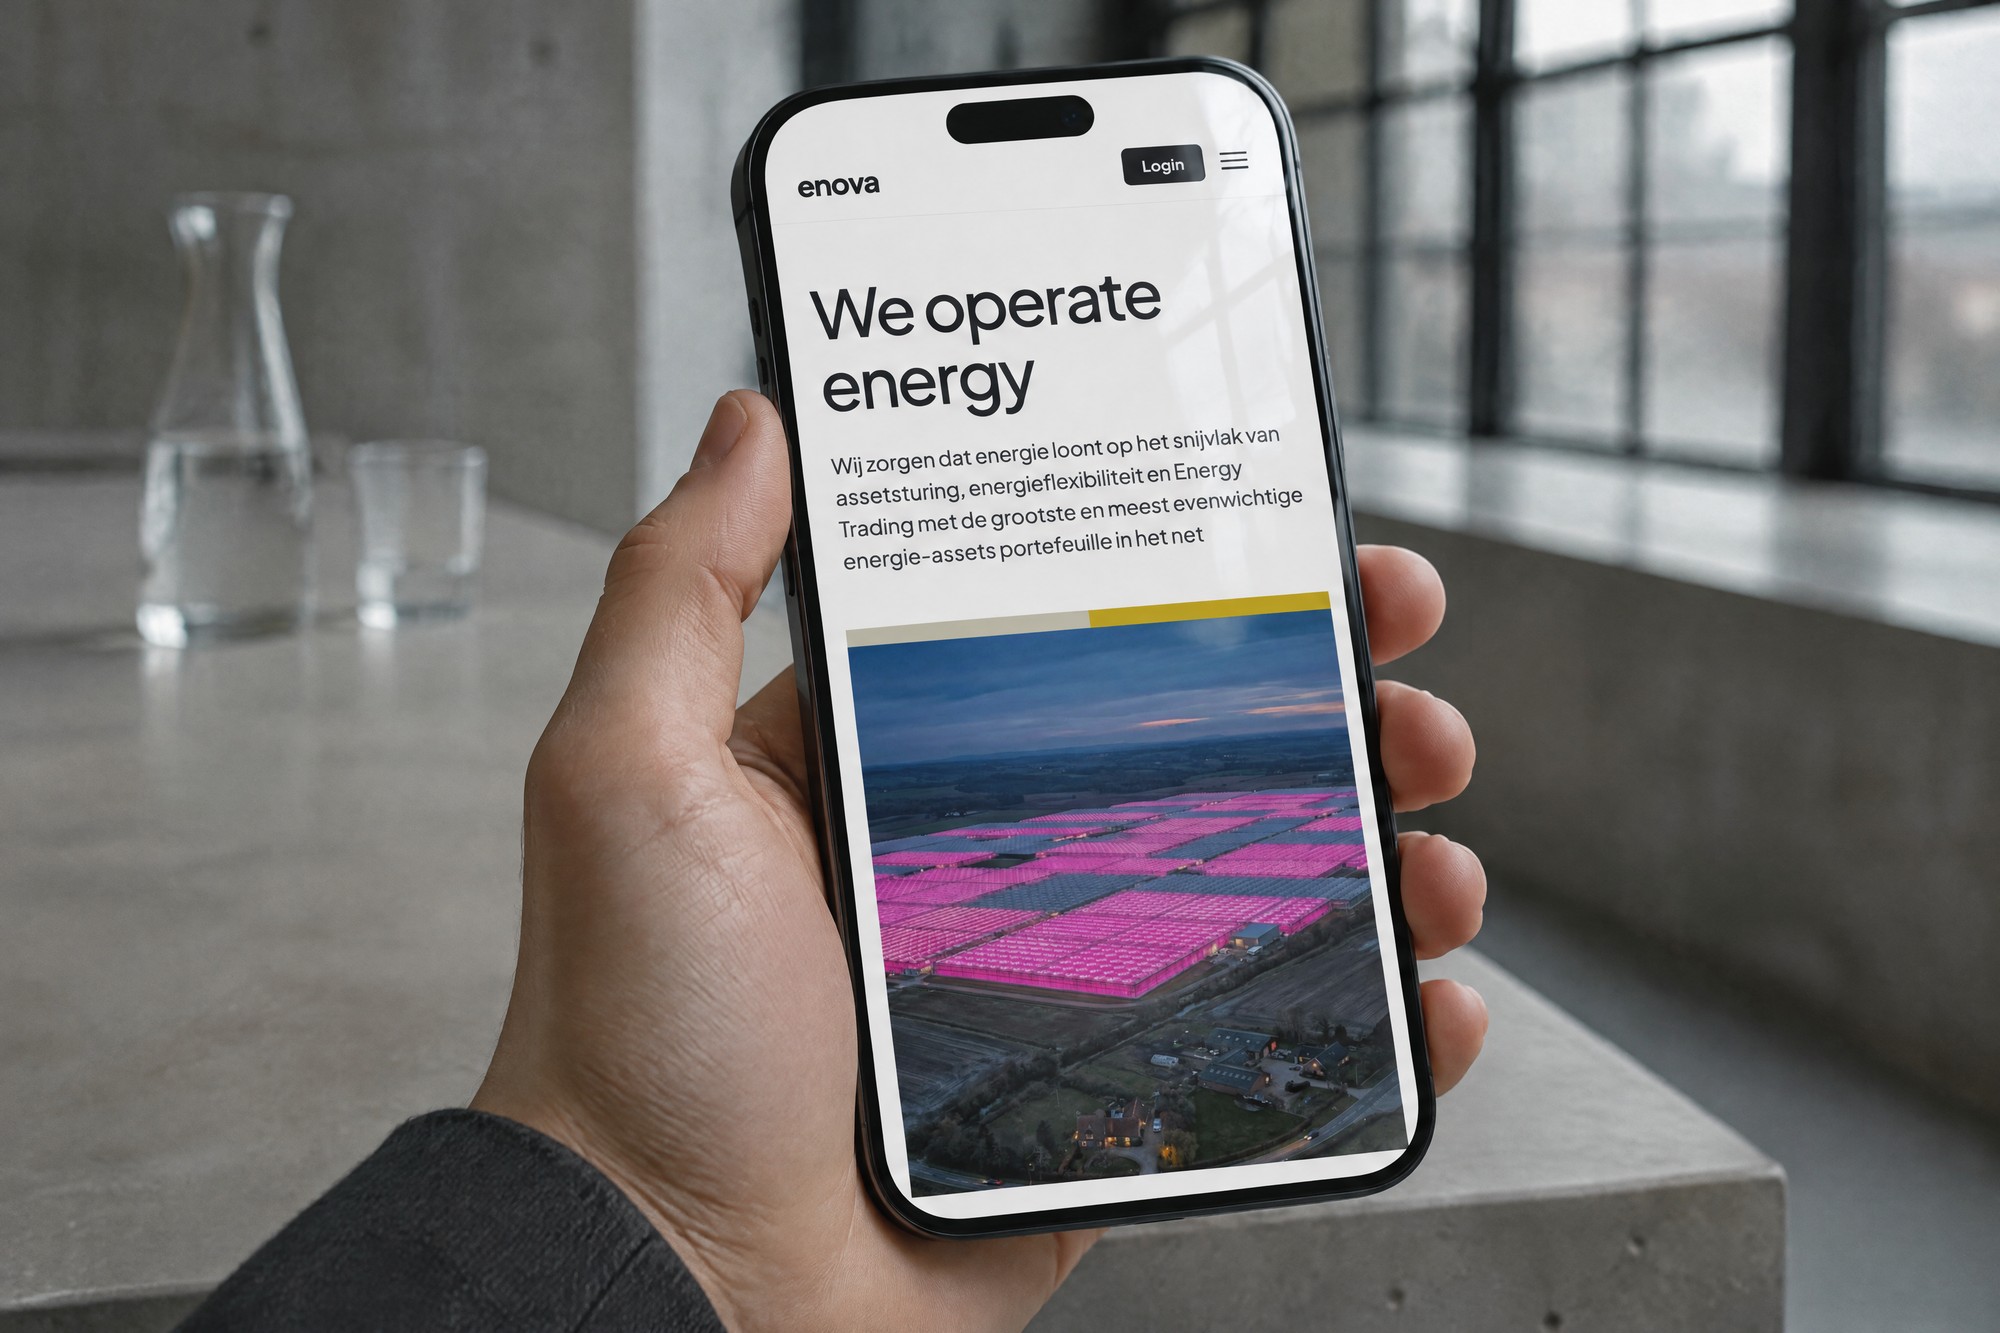 enova
Login
We operate
energy
Wij zorgen dat energie loont op het snijvlak van
assetsturing, energieflexibiliteit en Energy
Trading met de grootste en meest evenwichtige
energie-assets portefeuille in het net